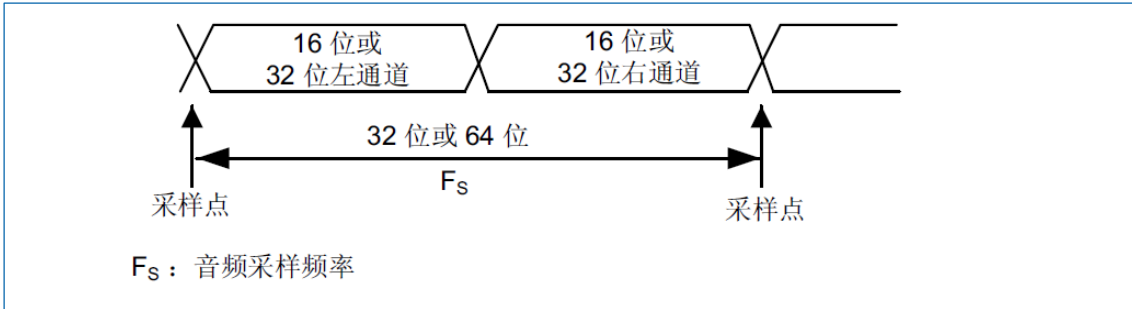 16 位或
32 位左通道
16 位或
32 位右通道
32 位或 64 位
FS
采样点
采样点
FS：音频采样频率